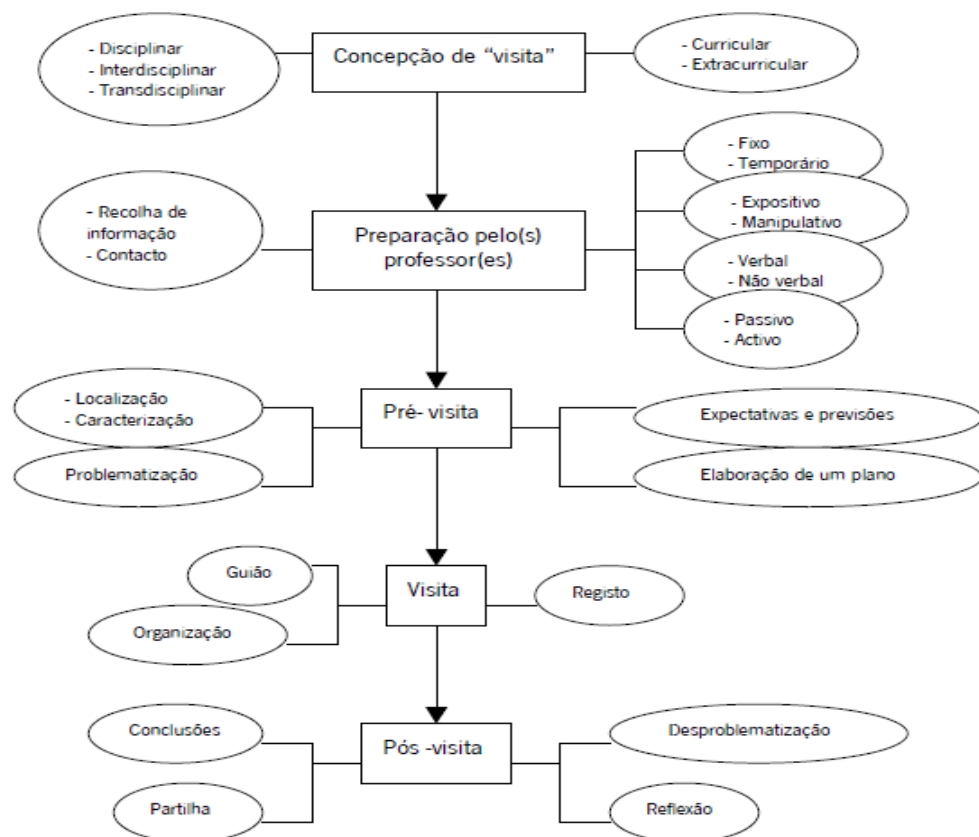 - Disciplinar
- Interdisciplinar
- Transdisciplinar
Concepção de “visita”
- Curricular
- Extracurricular
- Recolha de
informação
- Contacto
Preparação pelo(s)
professor(es)
- Fixo
- Temporário
- Expositivo
- Manipulativo
- Verbal
- Não verbal
- Passivo
- Activo
- Localização
- Caracterização
Problematização
Pré- visita
Expectativas e previsões
Elaboração de um plano
Guião
Organização
Visita
Registo
Conclusões
Partilha
Pós -visita
Desproblematização
Reflexão